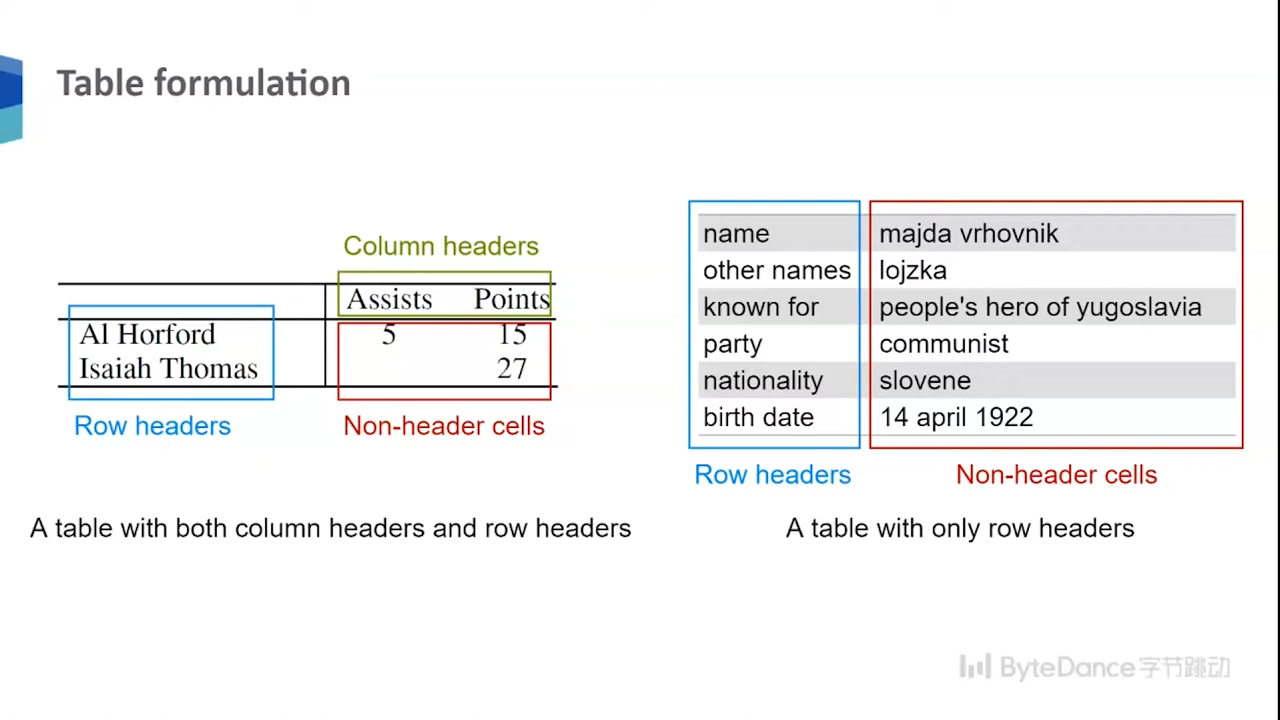 Table formulation
Column headers
Assists Points
Al Horford 5 15
Isaiah Thomas 27
Row headers
Non-header cells
A table with both column headers and row headers
name majda vrhovnik
other names lojzka
known for people's hero of yugoslavia
party communist
nationality slovene
birth date 14 april 1922
Row headers
Non-header cells
A table with only row headers
ByteDance字节跳动